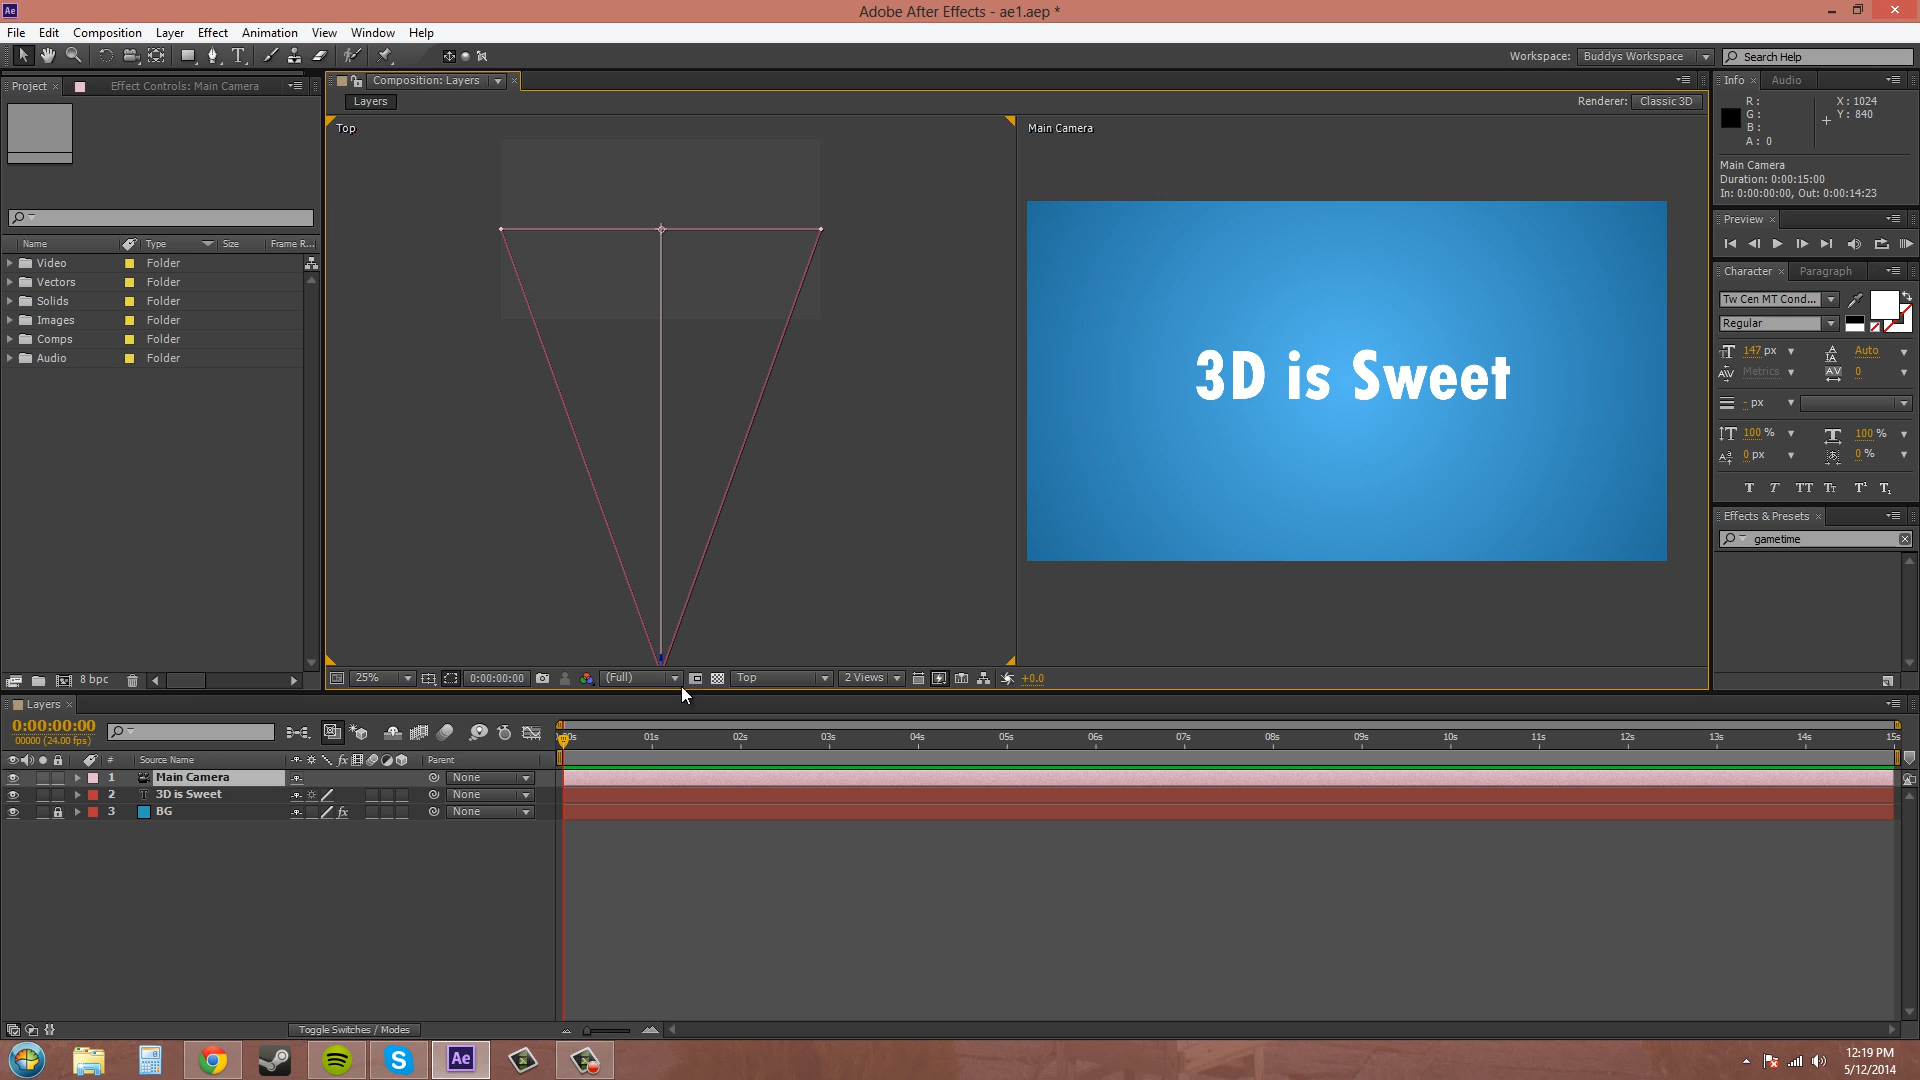 Ae
Adobe After Effects - ae1.aep *
File Edit Composition Layer Effect Animation View Window Help
Workspace: Buddys Workspace
Search Help
Project Effect Controls: Main Camera
Composition: Layers
Layers
Renderer: Classic 3D
Info Audio
R: X: 1024
G: Y: 840
B:
A: 0
Main Camera
Duration: 0:00:15:00
In: 0:00:00:00, Out: 0:00:14:23
Preview
Character Paragraph
Tw Cen MT Cond...
Regular
147 px Auto
Metrics 0
- px
100 % 100 %
0 px 0 %
Effects & Presets
gametime
Name Type Size Frame R...
Video Folder
Vectors Folder
Solids Folder
Images Folder
Comps Folder
Audio Folder
8 bpc
Top
Main Camera
3D is Sweet
25% 0:00:00:00 (Full) Top 2 Views +0.0
Layers
0:00:00:00
00000 (24.00 fps)
01s 02s 03s 04s 05s 06s 07s 08s 09s 10s 11s 12s 13s 14s 15s
# Source Name Parent
1 Main Camera None
2 T 3D is Sweet None
3 BG fx None
Toggle Switches / Modes
Ae
12:19 PM
5/12/2014